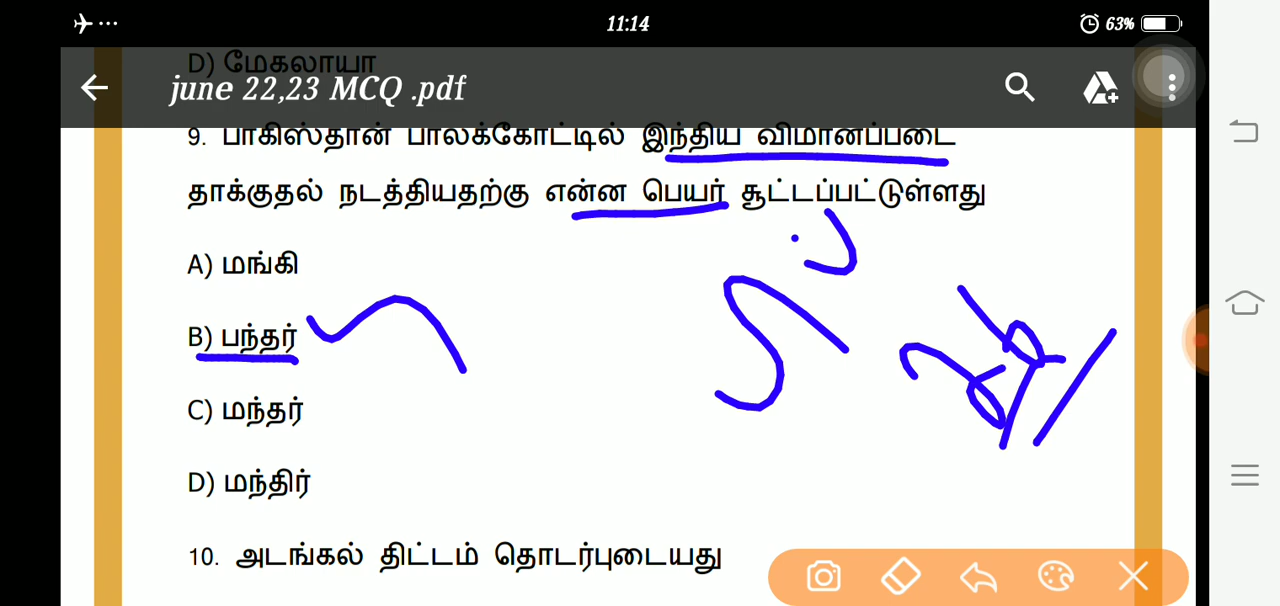 11:14
63%
D) மேகலாயா
june 22,23 MCQ .pdf
9. பாகிஸ்தான் பாலக்கோட்டில் இந்திய விமானப்படை
தாக்குதல் நடத்தியதற்கு என்ன பெயர் சூட்டப்பட்டுள்ளது
A) மங்கி
B) பந்தர்
C) மந்தர்
D) மந்திர்
10. அடங்கல் திட்டம் தொடர்புடையது